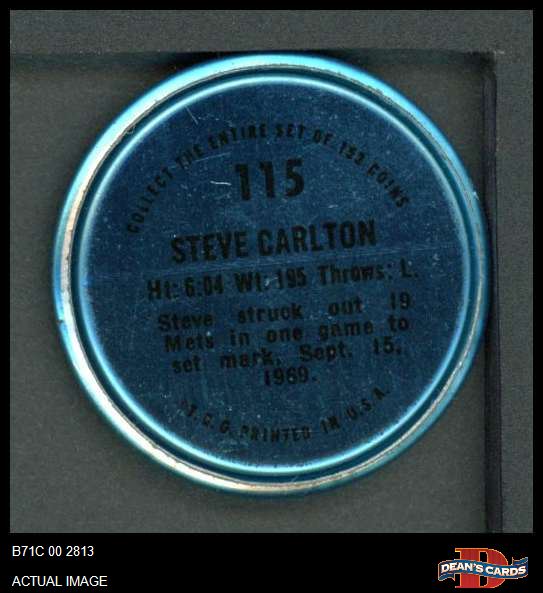 COLLECT THE ENTIRE SET OF 153 COINS
115
STEVE CARLTON
Ht: 6:04 Wt: 195 Throws: L.
Steve struck out 19
Mets in one game to
set mark, Sept. 15,
1969.
©T.C.G. PRINTED IN U.S.A.
B71C 00 2813
ACTUAL IMAGE
D
DEAN'S CARDS